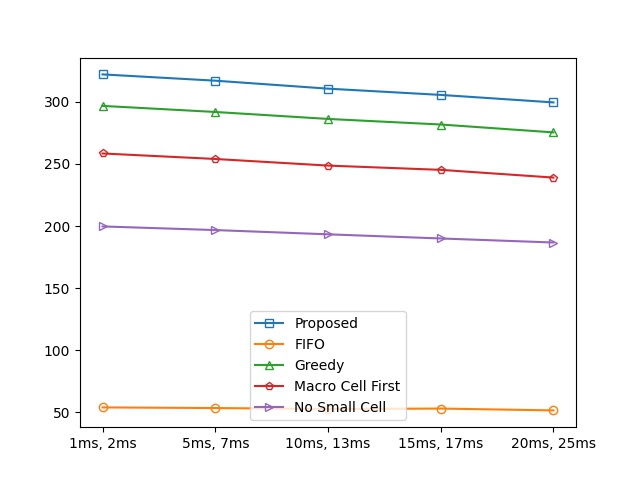 300
250
200
150
100
50
Proposed
FIFO
Greedy
Macro Cell First
No Small Cell
1ms, 2ms 5ms, 7ms 10ms, 13ms 15ms, 17ms 20ms, 25ms